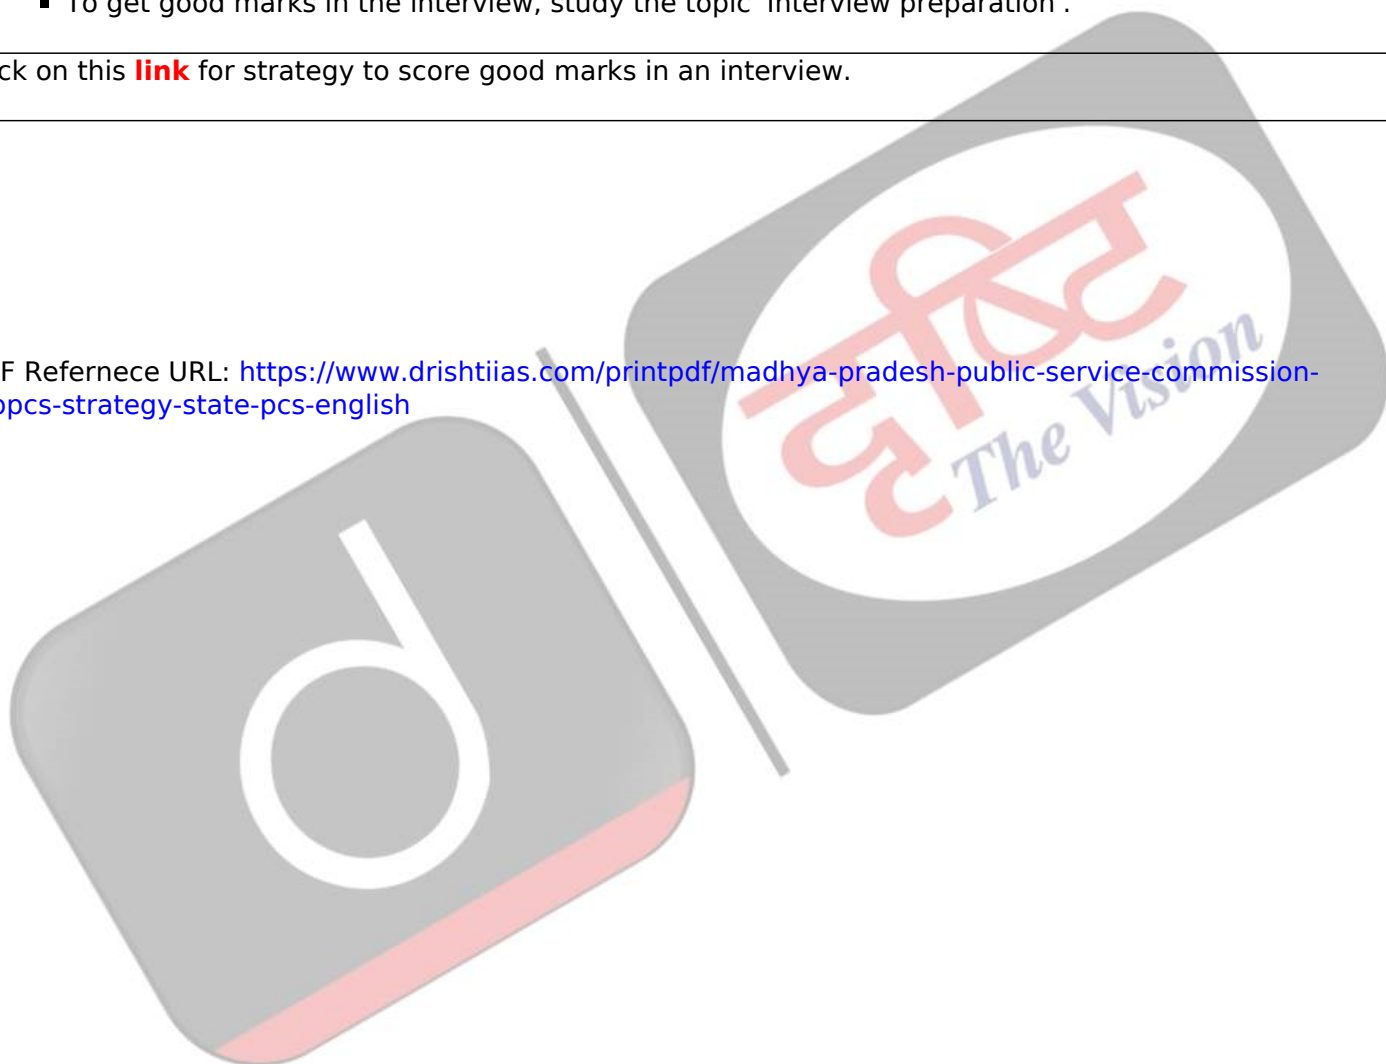 ▪ To get good marks in the interview, study the topic 'Interview preparation'.
ck on this link for strategy to score good marks in an interview.
F Refernece URL: https://www.drishtiias.com/printpdf/madhya-pradesh-public-service-commission-
ppcs-strategy-state-pcs-english
दृष्टि
The Vision
d